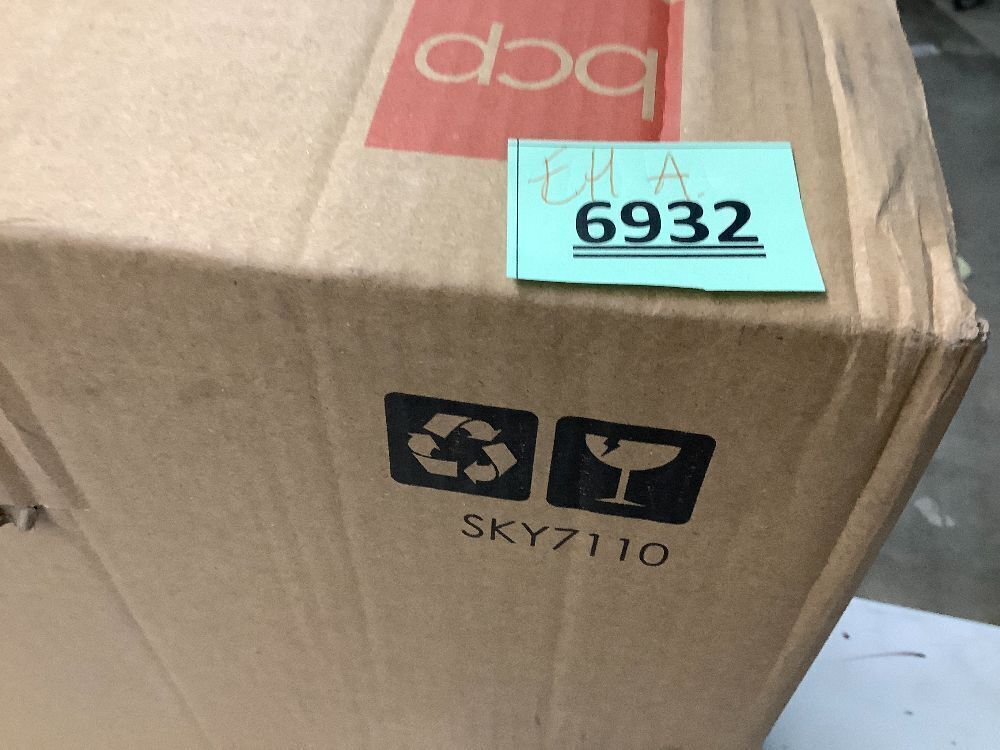 bcp
EH A.
6932
SKY7110